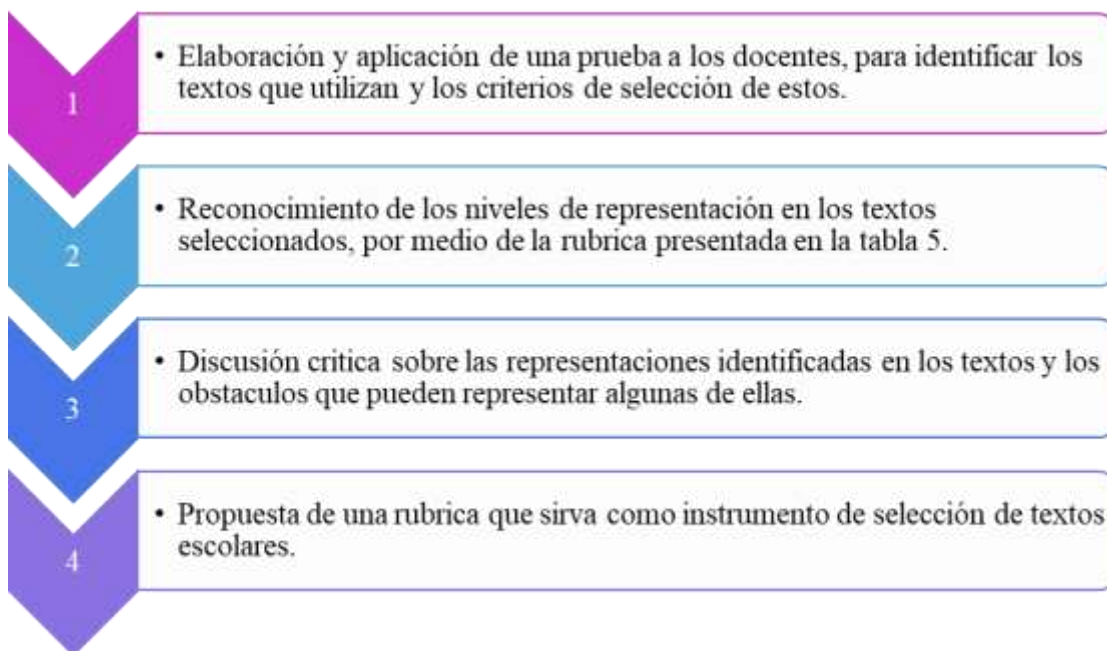 1
• Elaboración y aplicación de una prueba a los docentes, para identificar los
textos que utilizan y los criterios de selección de estos.
2
• Reconocimiento de los niveles de representación en los textos
seleccionados, por medio de la rubrica presentada en la tabla 5.
3
• Discusión critica sobre las representaciones identificadas en los textos y los
obstaculos que pueden representar algunas de ellas.
4
• Propuesta de una rubrica que sirva como instrumento de selección de textos
escolares.